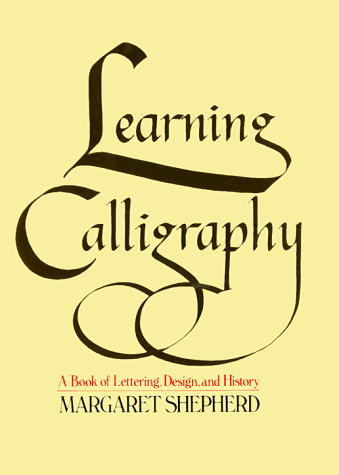 Learning
Calligraphy
A Book of Lettering, Design, and History
MARGARET SHEPHERD